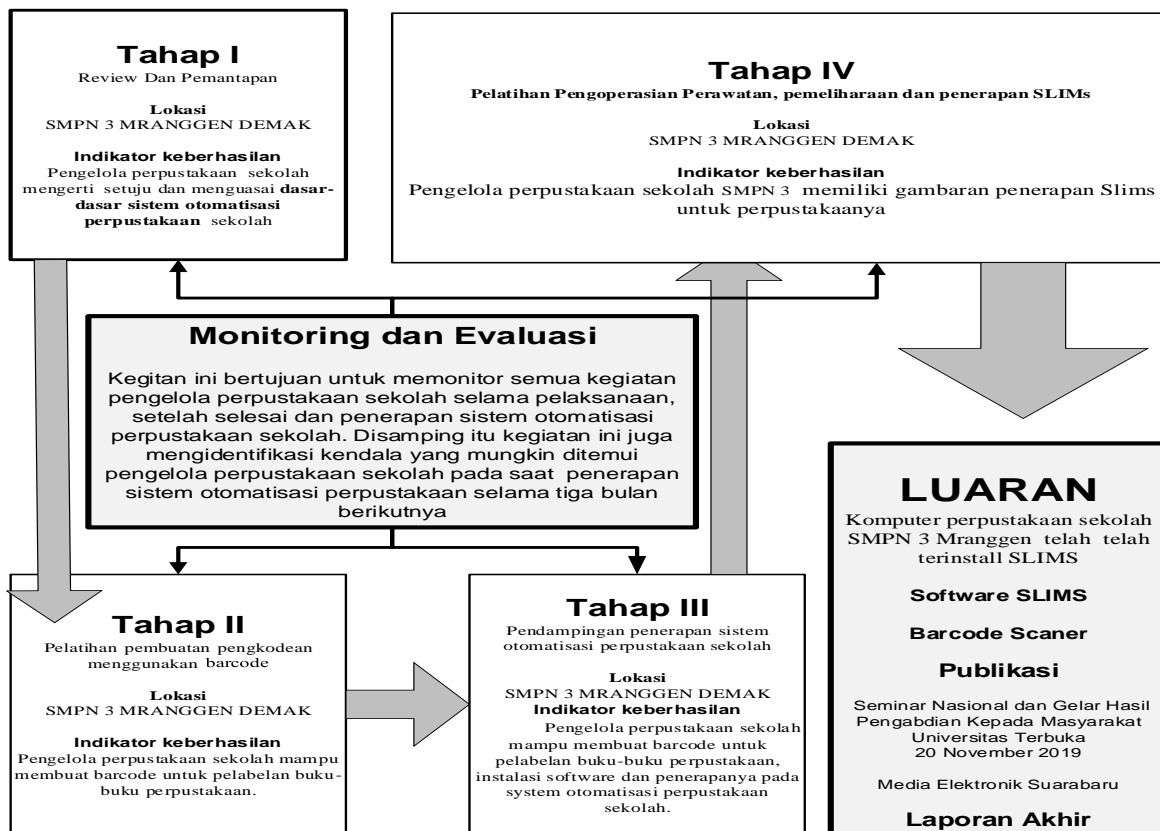 Tahap I
Review Dan Pemantapan
Lokasi
SMPN 3 MRANGGEN DEMAK
Indikator keberhasilan
Pengelola perpustakaan sekolah
mengerti setuju dan menguasai dasar-
dasar sistem otomatisasi
perpustakaan sekolah
Tahap IV
Pelatihan Pengoperasian Perawatan, pemeliharaan dan penerapan SLIMs
Lokasi
SMPN 3 MRANGGEN DEMAK
Indikator keberhasilan
Pengelola perpustakaan sekolah SMPN 3 memiliki gambaran penerapan Slims
untuk perpustakaanya
Monitoring dan Evaluasi
Kegitan ini bertujuan untuk memonitor semua kegiatan
pengelola perpustakaan sekolah selama pelaksanaan,
setelah selesai dan penerapan sistem otomatisasi
perpustakaan sekolah. Disamping itu kegiatan ini juga
mengidentifikasi kendala yang mungkin ditemui
pengelola perpustakaan sekolah pada saat penerapan
sistem otomatisasi perpustakaan selama tiga bulan
berikutnya
Tahap II
Pelatihan pembuatan pengkodean
menggunakan barcode
Lokasi
SMPN 3 MRANGGEN DEMAK
Indikator keberhasilan
Pengelola perpustakaan sekolah mampu
membuat barcode untuk pelabelan buku-
buku perpustakaan.
Tahap III
Pendampingan penerapan sistem
otomatisasi perpustakaan sekolah
Lokasi
SMPN 3 MRANGGEN DEMAK
Indikator keberhasilan
Pengelola perpustakaan sekolah
mampu membuat barcode untuk
pelabelan buku-buku perpustakaan,
instalasi software dan penerapanya pada
system otomatisasi perpustakaan
sekolah.
LUARAN
Komputer perpustakaan sekolah
SMPN 3 Mranggen telah telah
terinstall SLIMS
Software SLIMS
Barcode Scaner
Publikasi
Seminar Nasional dan Gelar Hasil
Pengabdian Kepada Masyarakat
Universitas Terbuka
20 November 2019
Media Elektronik Suarabaru
Laporan Akhir